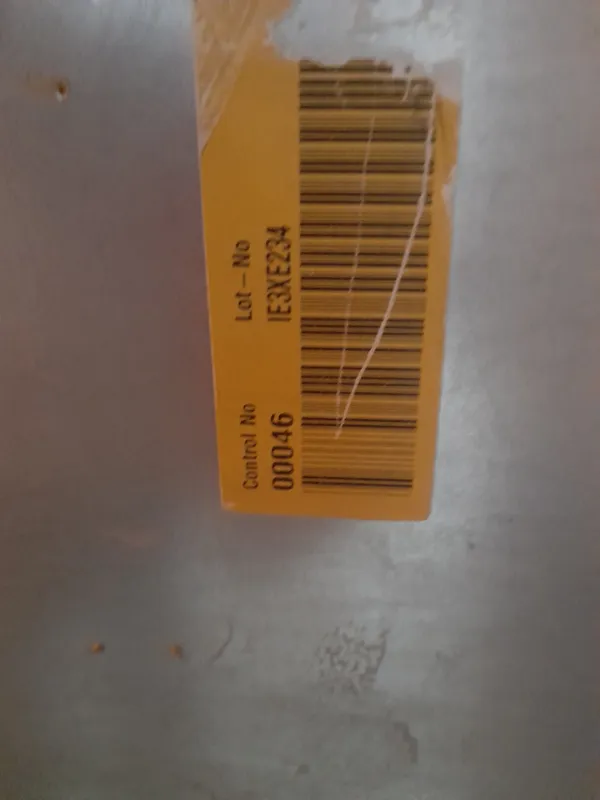 Control No Lot-No
00046 IE3XE234